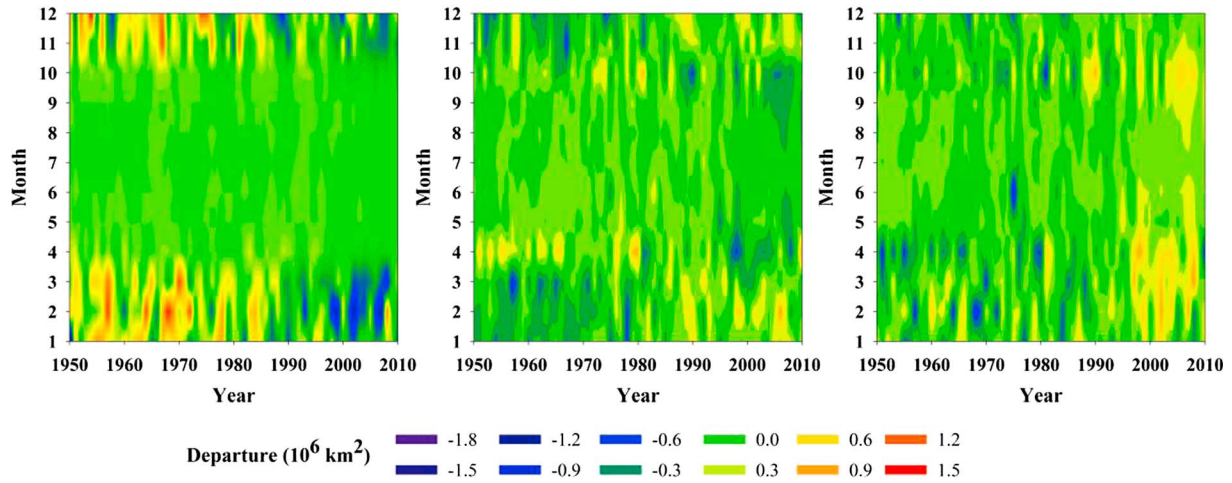 12 11 10 9 8 7 6 5 4 3 2 1
Month
1950 1960 1970 1980 1990 2000 2010
Year
12 11 10 9 8 7 6 5 4 3 2 1
Month
1950 1960 1970 1980 1990 2000 2010
Year
12 11 10 9 8 7 6 5 4 3 2 1
Month
1950 1960 1970 1980 1990 2000 2010
Year
Departure (10⁶ km²)
-1.8 -1.2 -0.6 0.0 0.6 1.2
-1.5 -0.9 -0.3 0.3 0.9 1.5